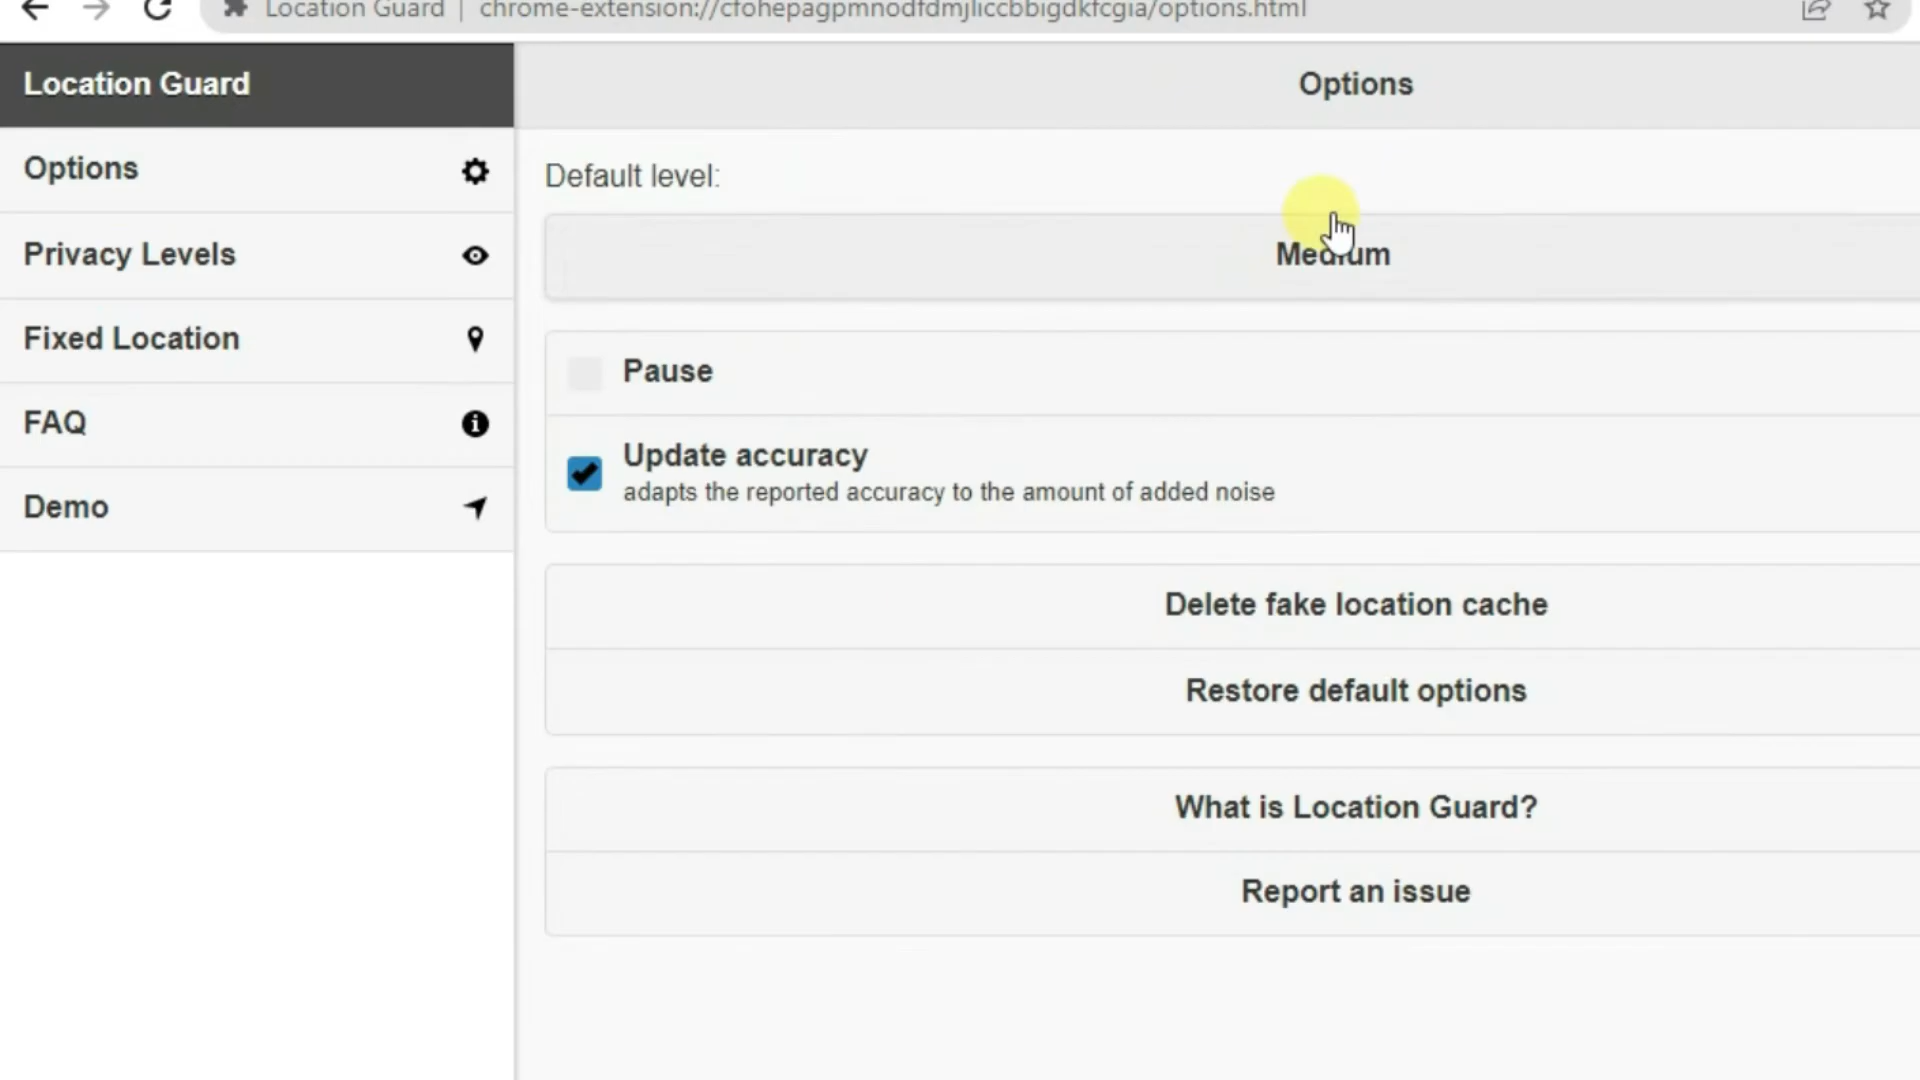 Location Guard | chrome-extension://cfohepagpmnodfdmjliccbbigdkfcgia/options.html
Location Guard
Options
Options
Default level:
Medium
Privacy Levels
Fixed Location
FAQ
Demo
Pause
Update accuracy
adapts the reported accuracy to the amount of added noise
Delete fake location cache
Restore default options
What is Location Guard?
Report an issue